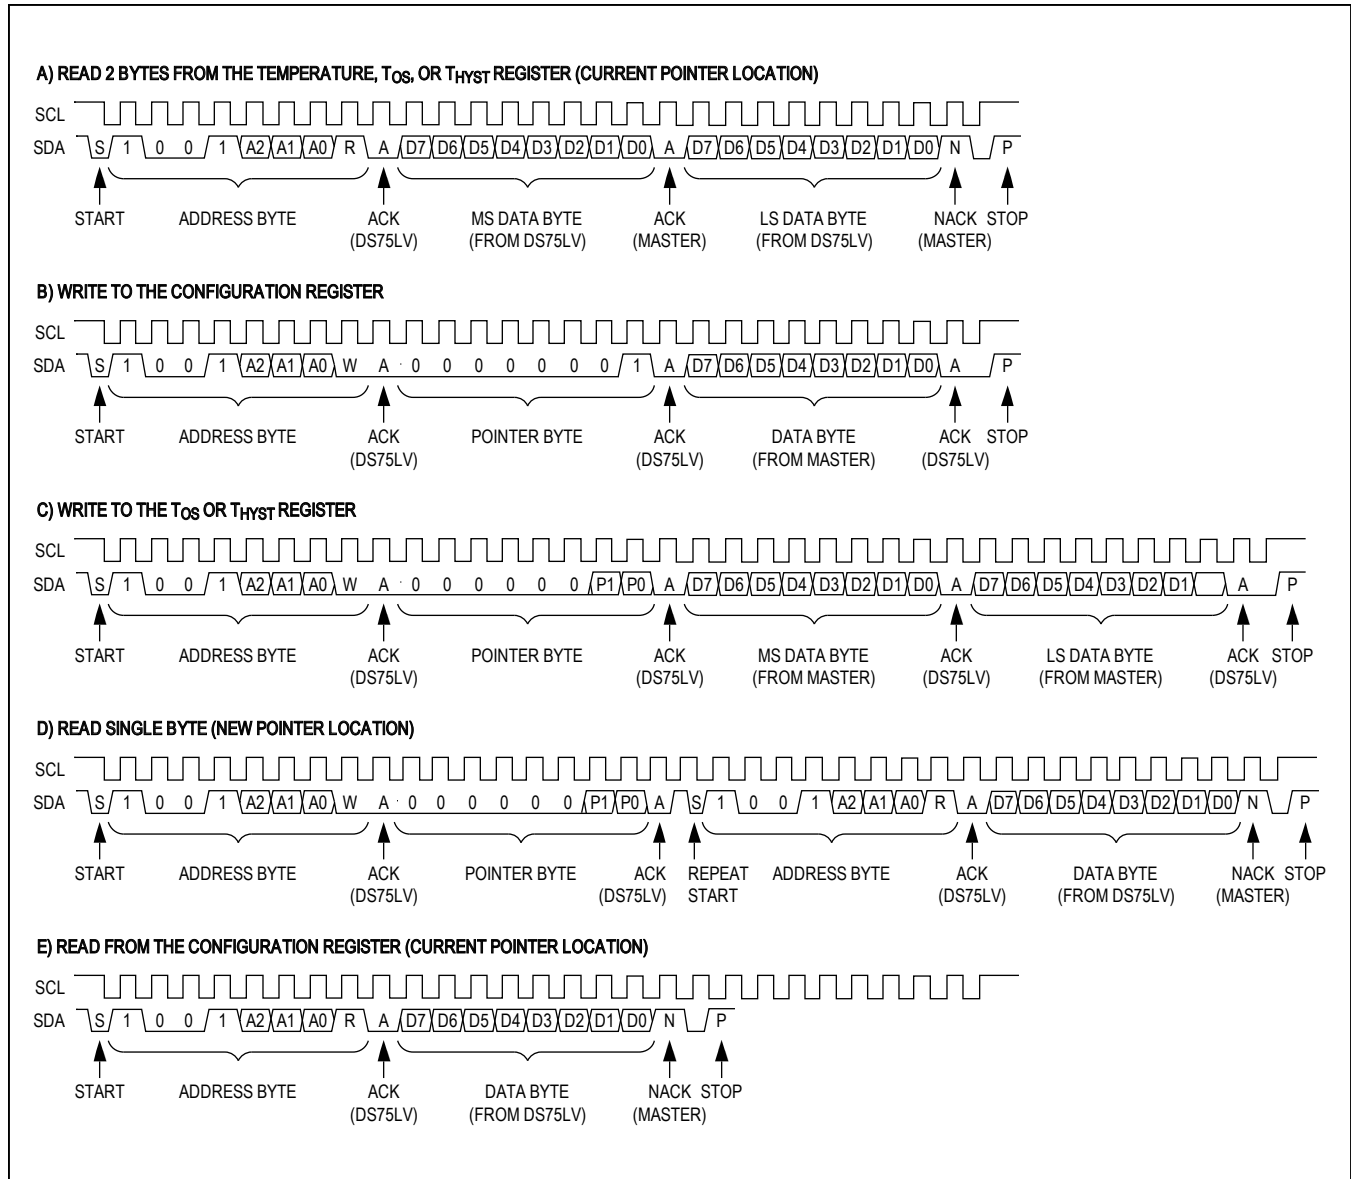 A) READ 2 BYTES FROM THE TEMPERATURE, TOS, OR THYST REGISTER (CURRENT POINTER LOCATION)
SCL
SDA S 1 0 0 1 A2 A1 A0 R A D7 D6 D5 D4 D3 D2 D1 D0 A D7 D6 D5 D4 D3 D2 D1 D0 N P
START ADDRESS BYTE ACK MS DATA BYTE ACK LS DATA BYTE NACK STOP
(DS75LV) (FROM DS75LV) (MASTER) (FROM DS75LV) (MASTER)
B) WRITE TO THE CONFIGURATION REGISTER
SCL
SDA S 1 0 0 1 A2 A1 A0 W A 0 0 0 0 0 0 0 1 A D7 D6 D5 D4 D3 D2 D1 D0 A P
START ADDRESS BYTE ACK POINTER BYTE ACK DATA BYTE ACK STOP
(DS75LV) (DS75LV) (FROM MASTER) (DS75LV)
C) WRITE TO THE TOS OR THYST REGISTER
SCL
SDA S 1 0 0 1 A2 A1 A0 W A 0 0 0 0 0 0 P1 P0 A D7 D6 D5 D4 D3 D2 D1 D0 A D7 D6 D5 D4 D3 D2 D1 A P
START ADDRESS BYTE ACK POINTER BYTE ACK MS DATA BYTE ACK LS DATA BYTE ACK STOP
(DS75LV) (DS75LV) (FROM MASTER) (DS75LV) (FROM MASTER) (DS75LV)
D) READ SINGLE BYTE (NEW POINTER LOCATION)
SCL
SDA S 1 0 0 1 A2 A1 A0 W A 0 0 0 0 0 0 P1 P0 A S 1 0 0 1 A2 A1 A0 R A D7 D6 D5 D4 D3 D2 D1 D0 N P
START ADDRESS BYTE ACK POINTER BYTE ACK REPEAT ADDRESS BYTE ACK DATA BYTE NACK STOP
(DS75LV) (DS75LV) START (DS75LV) (FROM DS75LV) (MASTER)
E) READ FROM THE CONFIGURATION REGISTER (CURRENT POINTER LOCATION)
SCL
SDA S 1 0 0 1 A2 A1 A0 R A D7 D6 D5 D4 D3 D2 D1 D0 N P
START ADDRESS BYTE ACK DATA BYTE NACK STOP
(DS75LV) (FROM DS75LV) (MASTER)